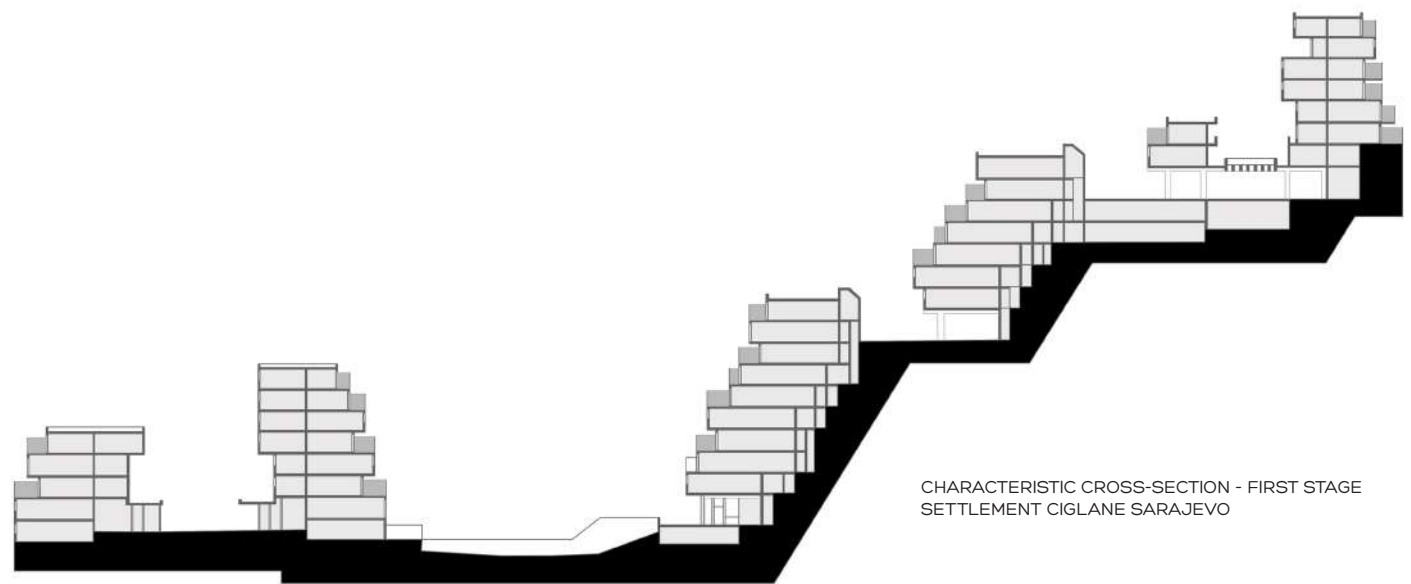 CHARACTERISTIC CROSS-SECTION - FIRST STAGE
SETTLEMENT CIGLANE SARAJEVO